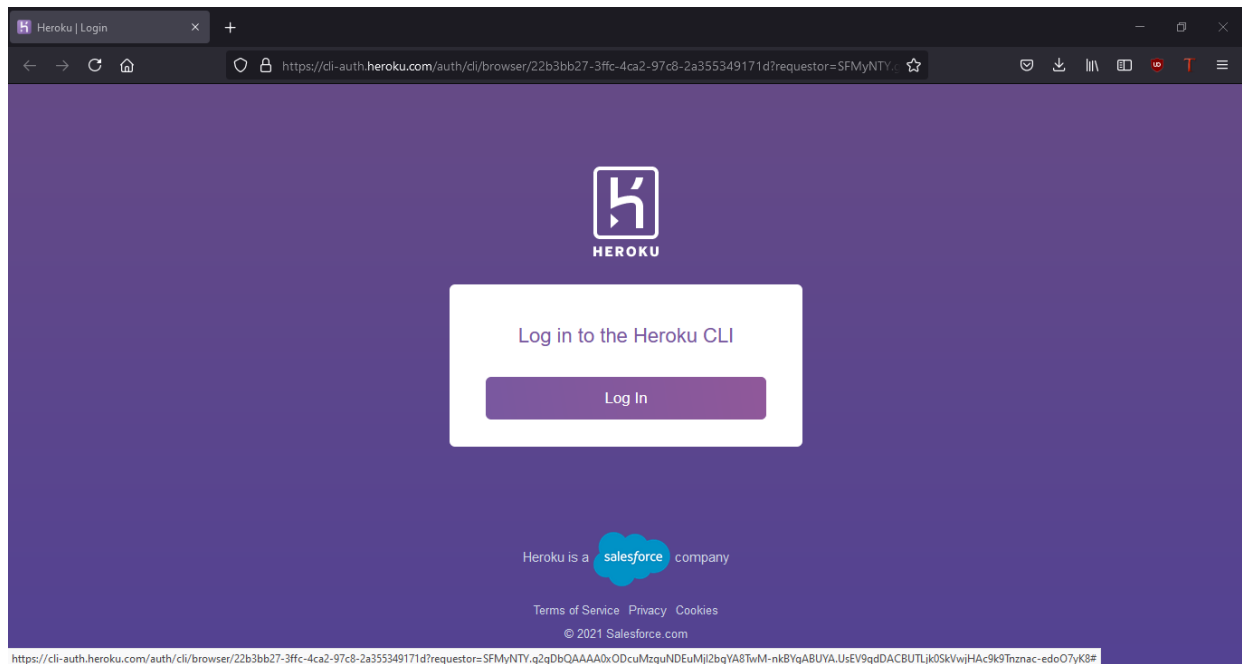 Heroku | Login
https://cli-auth.heroku.com/auth/cli/browser/22b3bb27-3ffc-4ca2-97c8-2a355349171d?requestor=SFMyNTY.g
HEROKU
Log in to the Heroku CLI
Log In
Heroku is a salesforce company
Terms of Service Privacy Cookies
© 2021 Salesforce.com
https://cli-auth.heroku.com/auth/cli/browser/22b3bb27-3ffc-4ca2-97c8-2a355349171d?requestor=SFMyNTY.g2gDbQAAAA0xODcuMzguNDEuMjI2bgYA8TwM-nkBYgABUYA.UsEV9gdDACBUTLjk0SkVwjHAc9k9Tnznac-edoO7yK8#